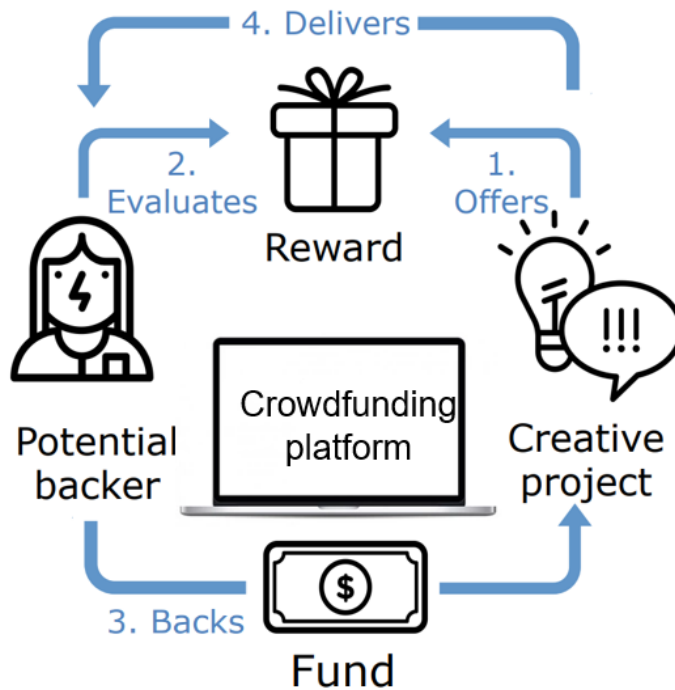 4. Delivers
2.
Evaluates
1.
Offers
Reward
!!!
Crowdfunding
platform
Potential
backer
Creative
project
$
3. Backs
Fund